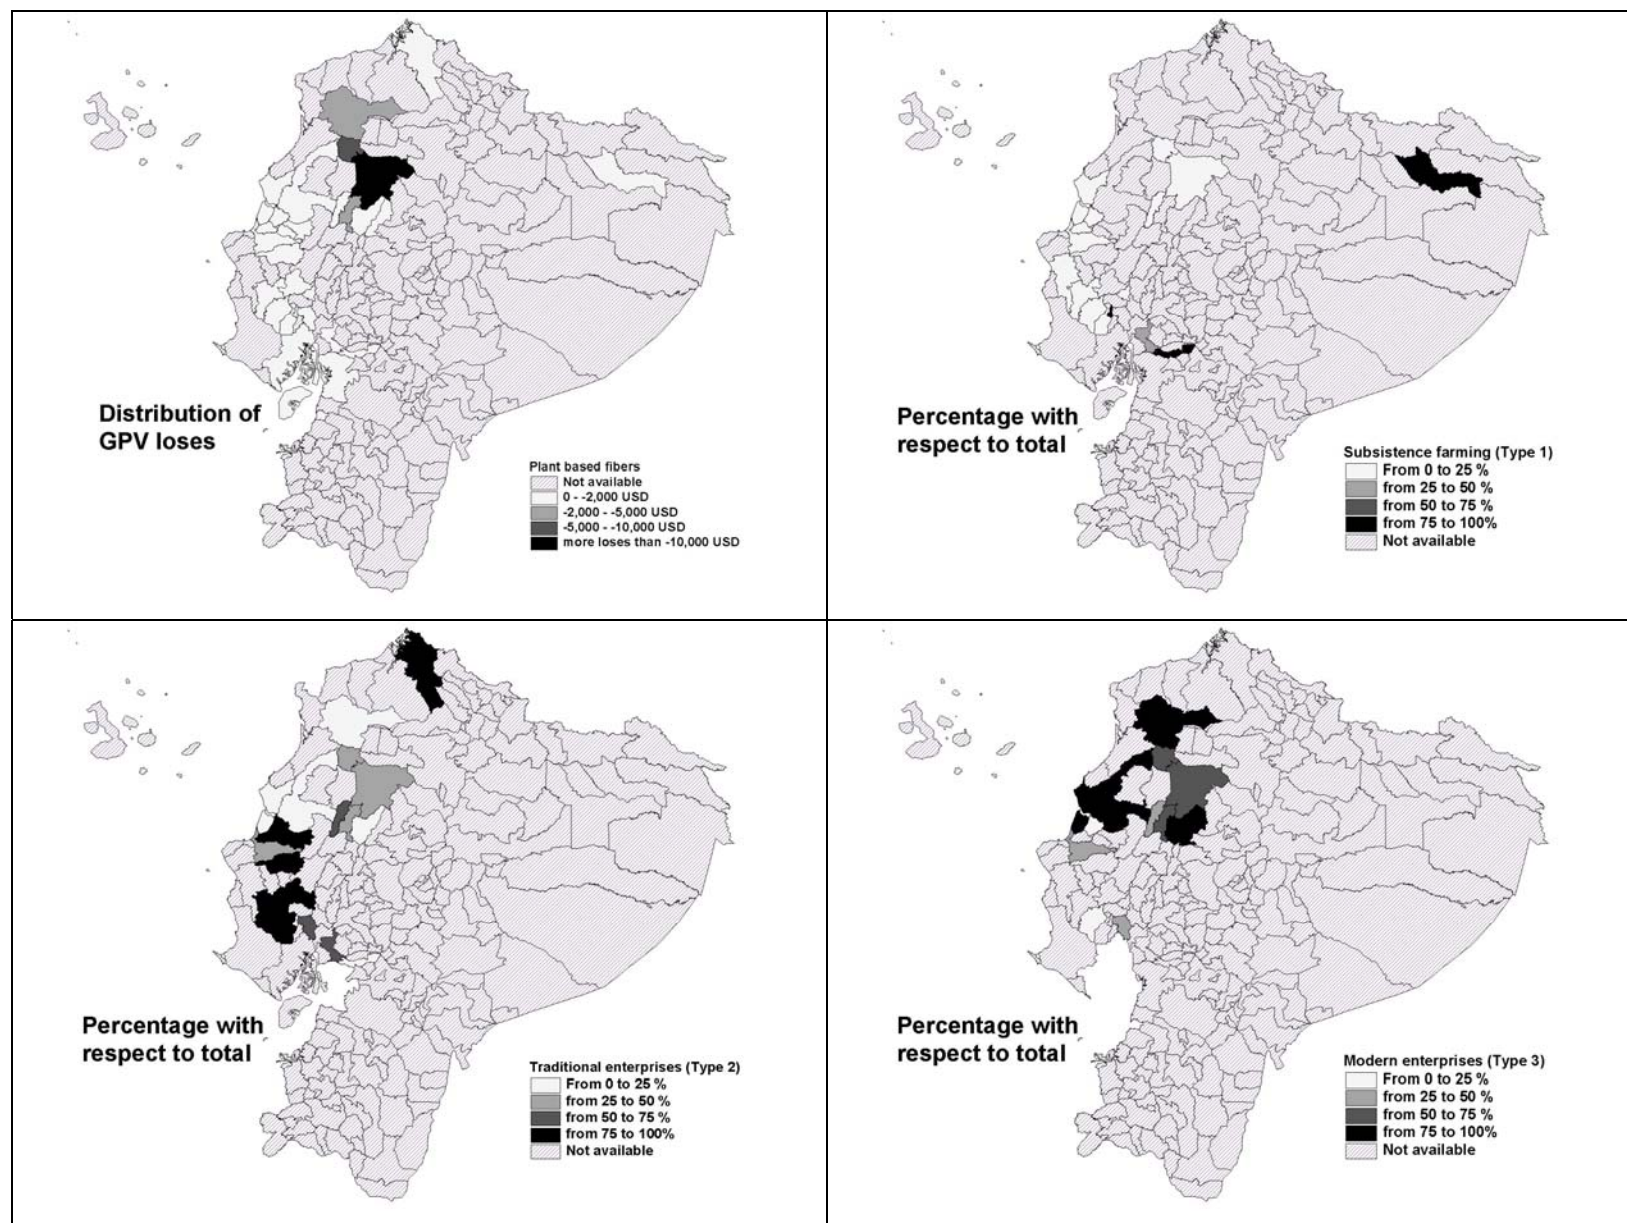 Distribution of
GPV loses
Plant based fibers
Not available
0 - -2,000 USD
-2,000 - -5,000 USD
-5,000 - -10,000 USD
more loses than -10,000 USD
Percentage with
respect to total
Subsistence farming (Type 1)
From 0 to 25 %
from 25 to 50 %
from 50 to 75 %
from 75 to 100%
Not available
Percentage with
respect to total
Traditional enterprises (Type 2)
From 0 to 25 %
from 25 to 50 %
from 50 to 75 %
from 75 to 100%
Not available
Percentage with
respect to total
Modern enterprises (Type 3)
From 0 to 25 %
from 25 to 50 %
from 50 to 75 %
from 75 to 100%
Not available